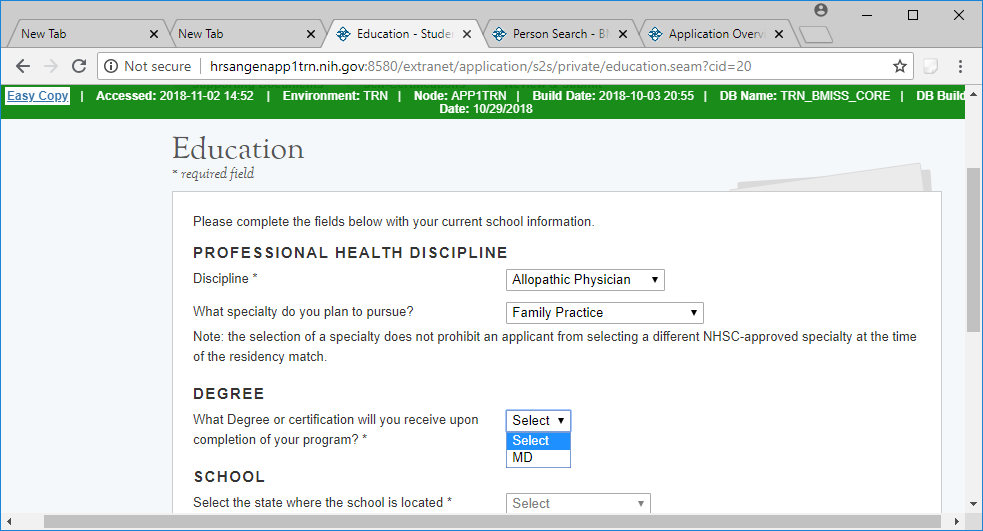 New Tab
New Tab
Education - Stude
Person Search - B
Application Overv
Not secure
hrsangenapp1trn.nih.gov:8580/extranet/application/s2s/private/education.seam?cid=20
Easy Copy | Accessed: 2018-11-02 14:52 | Environment: TRN | Node: APP1TRN | Build Date: 2018-10-03 20:55 | DB Name: TRN_BMISS_CORE | DB Build
Date: 10/29/2018
Education
* required field
Please complete the fields below with your current school information.
PROFESSIONAL HEALTH DISCIPLINE
Discipline * Allopathic Physician
What specialty do you plan to pursue? Family Practice
Note: the selection of a specialty does not prohibit an applicant from selecting a different NHSC-approved specialty at the time
of the residency match.
DEGREE
What Degree or certification will you receive upon Select
completion of your program? * Select
MD
SCHOOL
Select the state where the school is located * Select